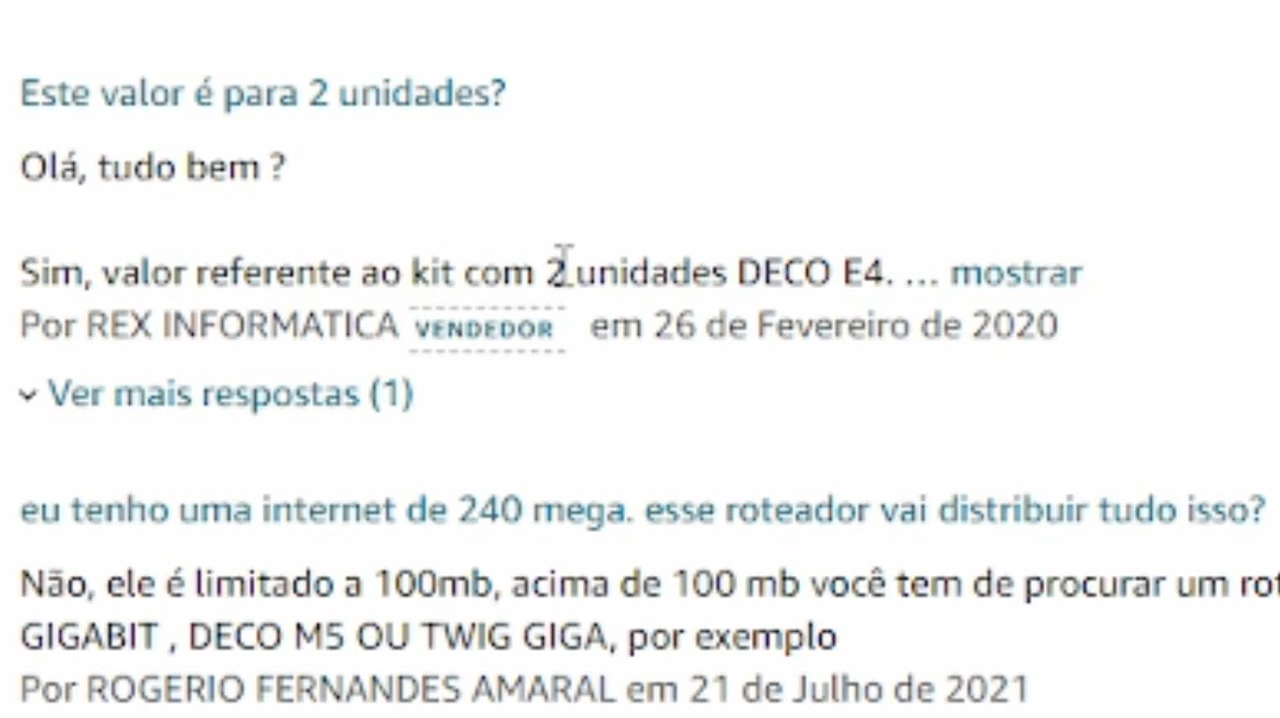 Este valor é para 2 unidades?
Olá, tudo bem ?
Sim, valor referente ao kit com 2 unidades DECO E4. ... mostrar
Por REX INFORMATICA VENDEDOR em 26 de Fevereiro de 2020
Ver mais respostas (1)
eu tenho uma internet de 240 mega. esse roteador vai distribuir tudo isso?
Não, ele é limitado a 100mb, acima de 100 mb você tem de procurar um
GIGABIT , DECO M5 OU TWIG GIGA, por exemplo
Por ROGERIO FERNANDES AMARAL em 21 de Julho de 2021